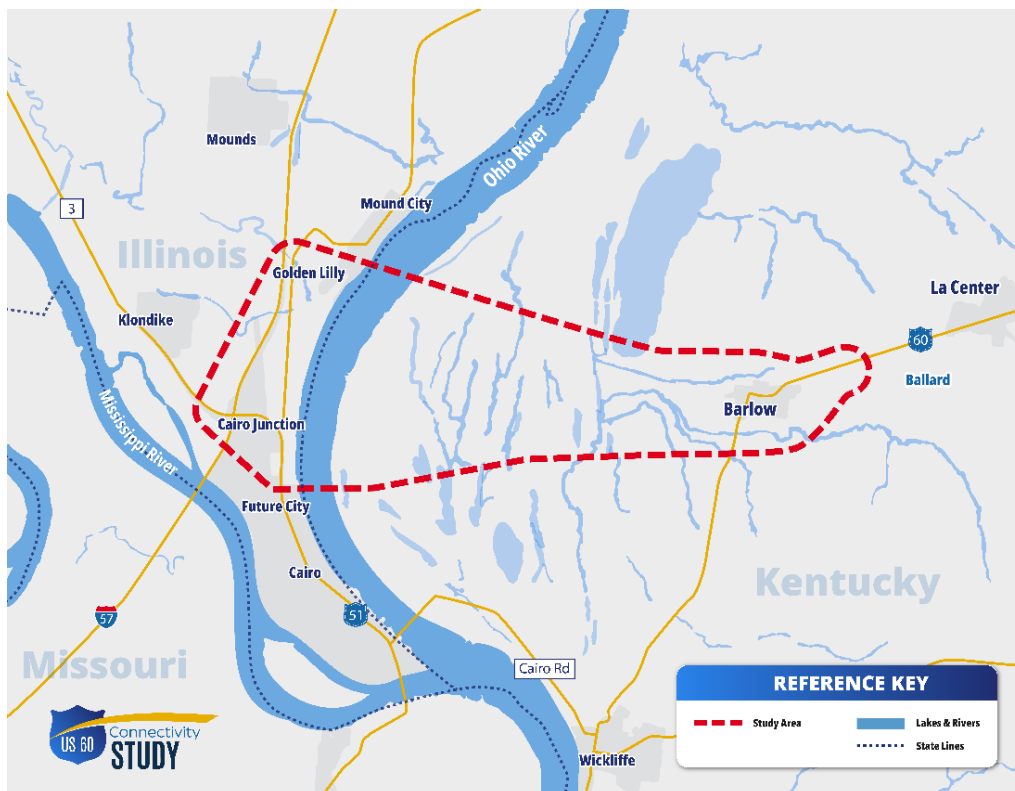 Mounds
Ohio River
3
Mound City
Illinois
Golden Lilly
La Center
Klondike
60
Ballard
Mississippi River
Barlow
Cairo Junction
Future City
Cairo
Kentucky
51
57
Missouri
Cairo Rd
REFERENCE KEY
Study Area
Lakes & Rivers
State Lines
US 60
Connectivity
STUDY
Wickliffe